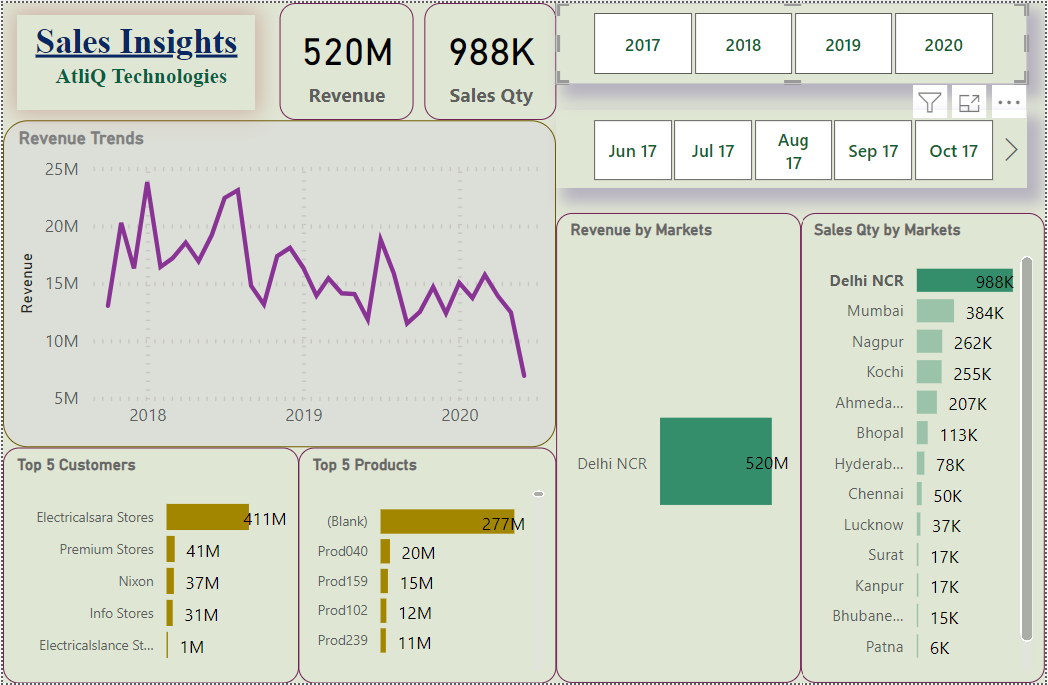 Sales Insights
AtliQ Technologies
520M
Revenue
988K
Sales Qty
2017
2018
2019
2020
Jun 17
Jul 17
Aug
17
Sep 17
Oct 17
Revenue Trends
25M
20M
15M
10M
5M
Revenue
2018
2019
2020
Top 5 Customers
Electricalsara Stores 411M
Premium Stores 41M
Nixon 37M
Info Stores 31M
Electricalslance St... 1M
Top 5 Products
(Blank) 277M
Prod040 20M
Prod159 15M
Prod102 12M
Prod239 11M
Revenue by Markets
Delhi NCR 520M
Sales Qty by Markets
Delhi NCR 988K
Mumbai 384K
Nagpur 262K
Kochi 255K
Ahmeda... 207K
Bhopal 113K
Hyderab... 78K
Chennai 50K
Lucknow 37K
Surat 17K
Kanpur 17K
Bhubane... 15K
Patna 6K